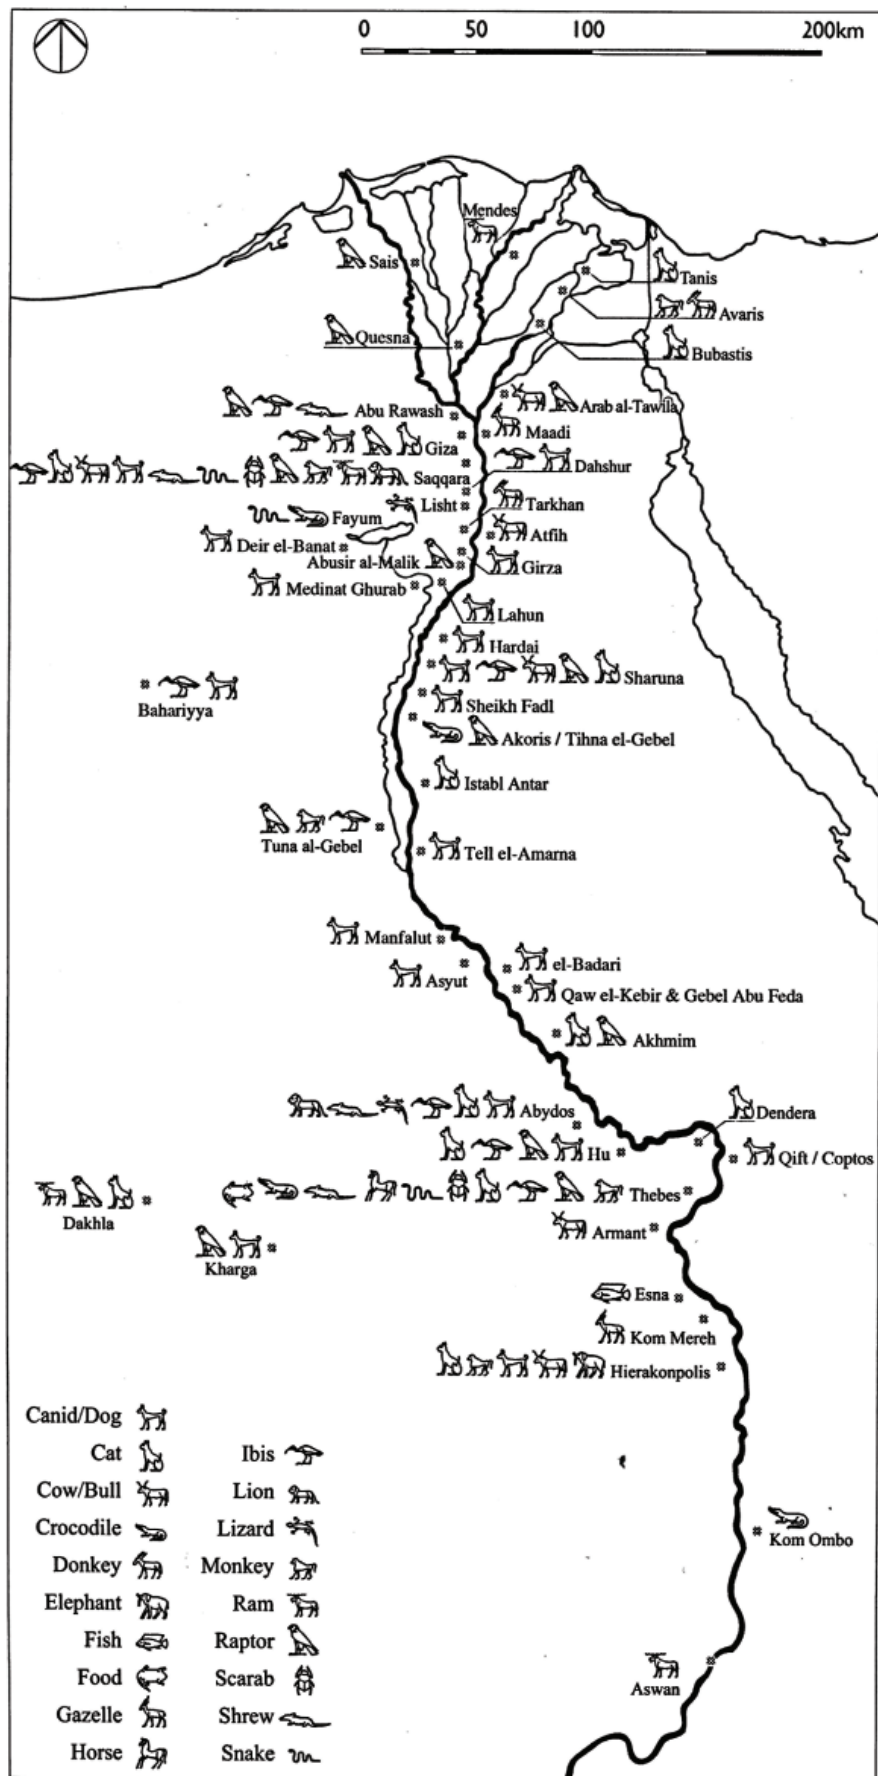 0 50 100 200km
Mendes
Sais
Tanis
Avaris
Quesna
Bubastis
Abu Rawash
Arab al-Tawila
Maadi
Giza
Dahshur
Saqqara
Tarkhan
Lisht
Fayum
Atfih
Deir el-Banat
Abusir al-Malik
Girza
Medinat Ghurab
Lahun
Hardai
Sharuna
Bahariyya
Sheikh Fadl
Akoris / Tihna el-Gebel
Istabl Antar
Tuna al-Gebel
Tell el-Amarna
Manfalut
el-Badari
Asyut
Qaw el-Kebir & Gebel Abu Feda
Akhmim
Abydos
Dendera
Hu
Qift / Coptos
Thebes
Dakhla
Armant
Kharga
Esna
Kom Mereh
Hierakonpolis
Kom Ombo
Aswan
Canid/Dog
Cat
Cow/Bull
Crocodile
Donkey
Elephant
Fish
Food
Gazelle
Horse
Ibis
Lion
Lizard
Monkey
Ram
Raptor
Scarab
Shrew
Snake